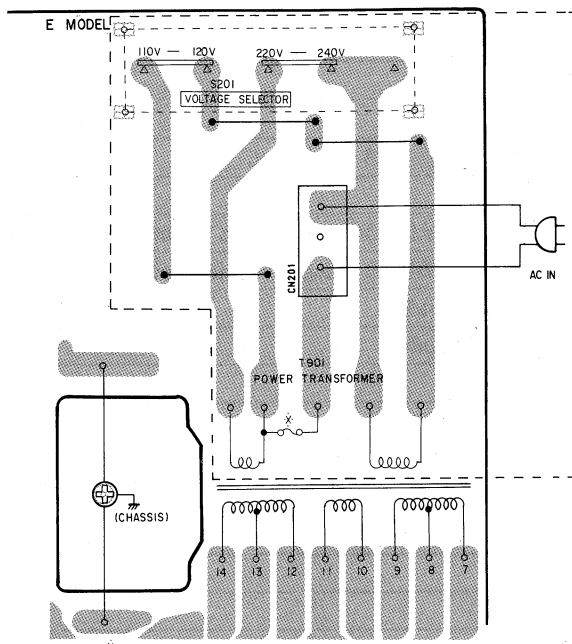 E MODEL
110V — 120V 220V — 240V
S201
VOLTAGE SELECTOR
CN201
AC IN
T901
POWER TRANSFORMER
(CHASSIS)
14 13 12 11 10 9 8 7